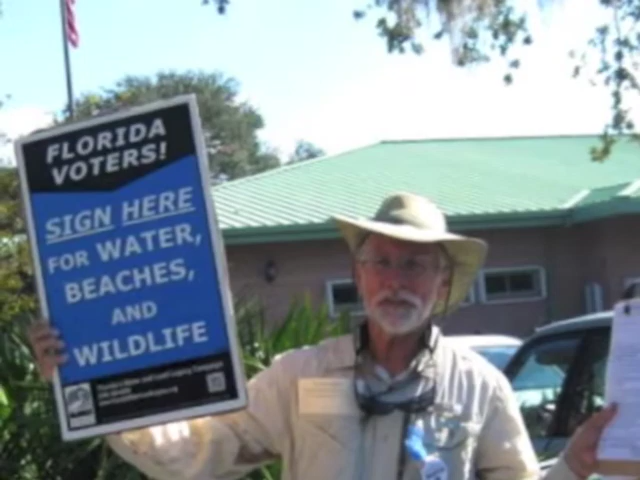 FLORIDA
VOTERS!
SIGN HERE
FOR WATER,
BEACHES,
AND
WILDLIFE